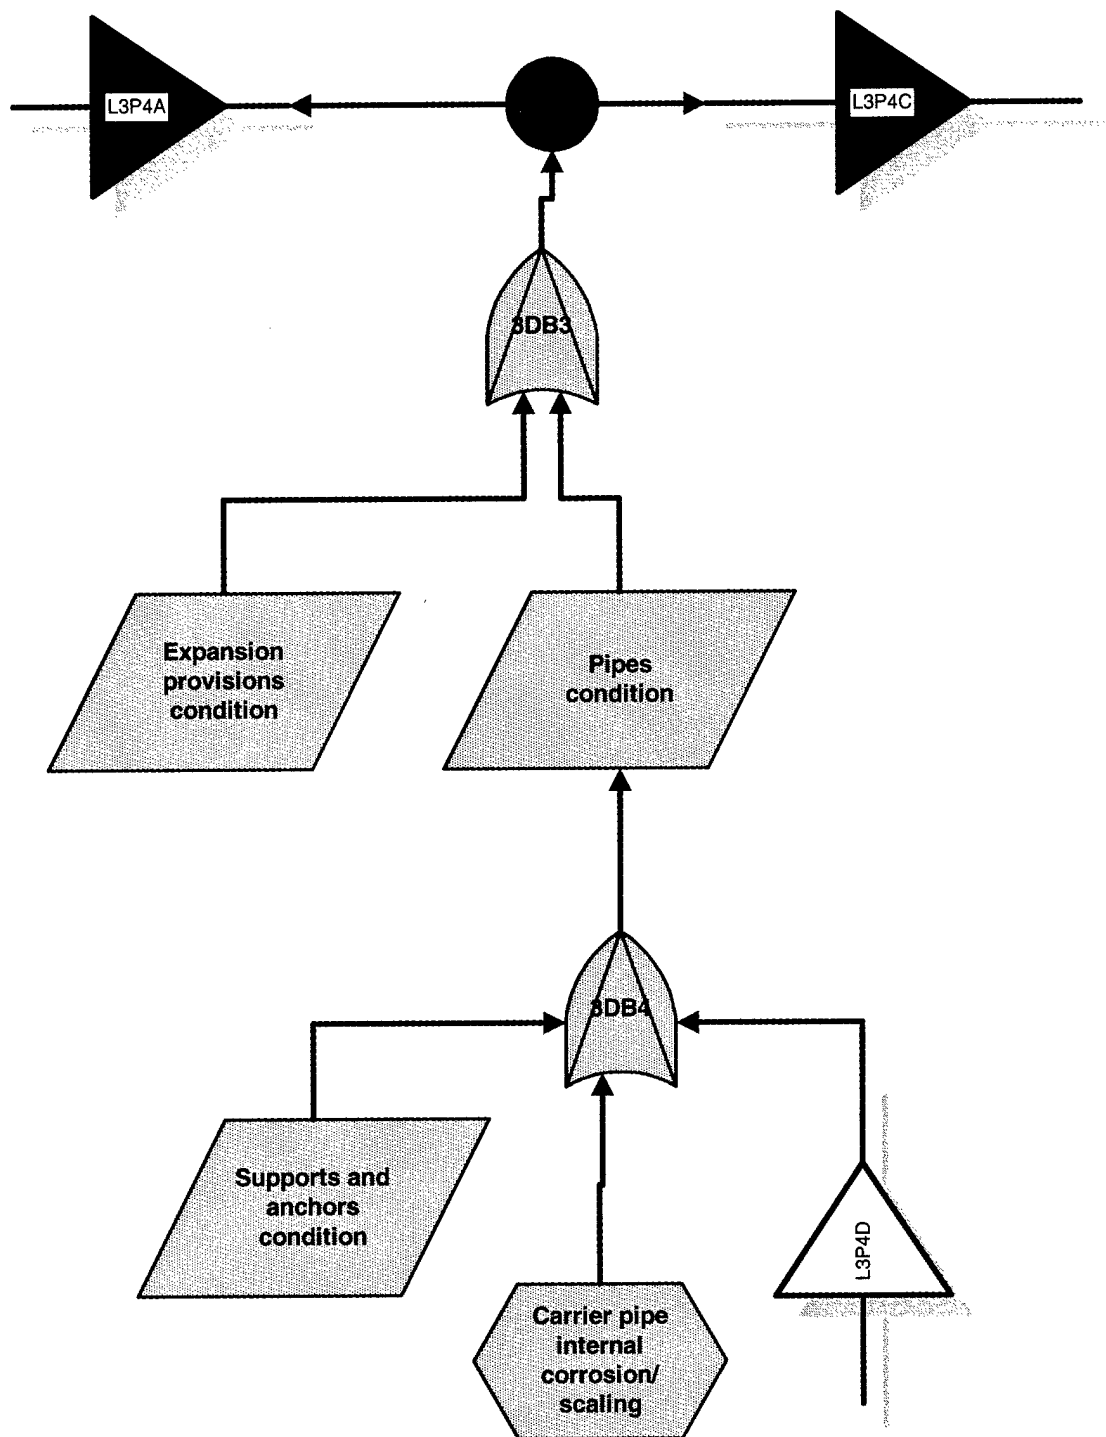 L3P4A
L3P4C
3DB3
Expansion
provisions
condition
Pipes
condition
3DB4
Supports and
anchors
condition
L3P4D
Carrier pipe
internal
corrosion/
scaling